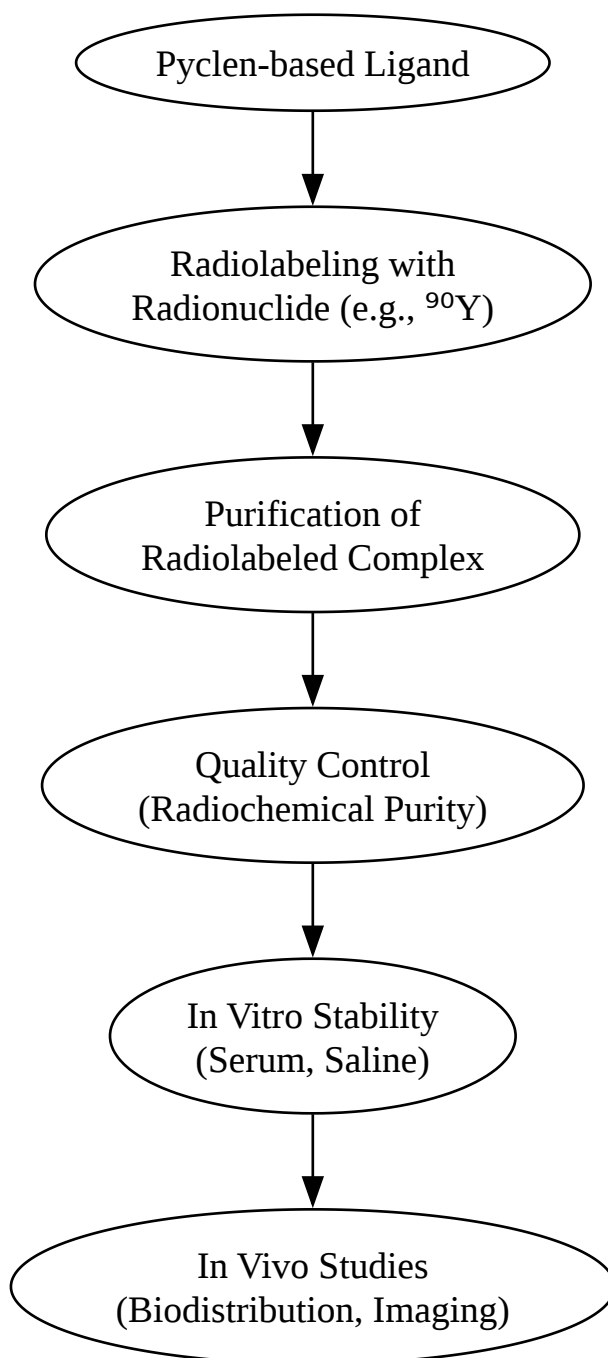 Pyclen-based Ligand
Radiolabeling with
Radionuclide (e.g., ⁹⁰Y)
Purification of
Radiolabeled Complex
Quality Control
(Radiochemical Purity)
In Vitro Stability
(Serum, Saline)
In Vivo Studies
(Biodistribution, Imaging)